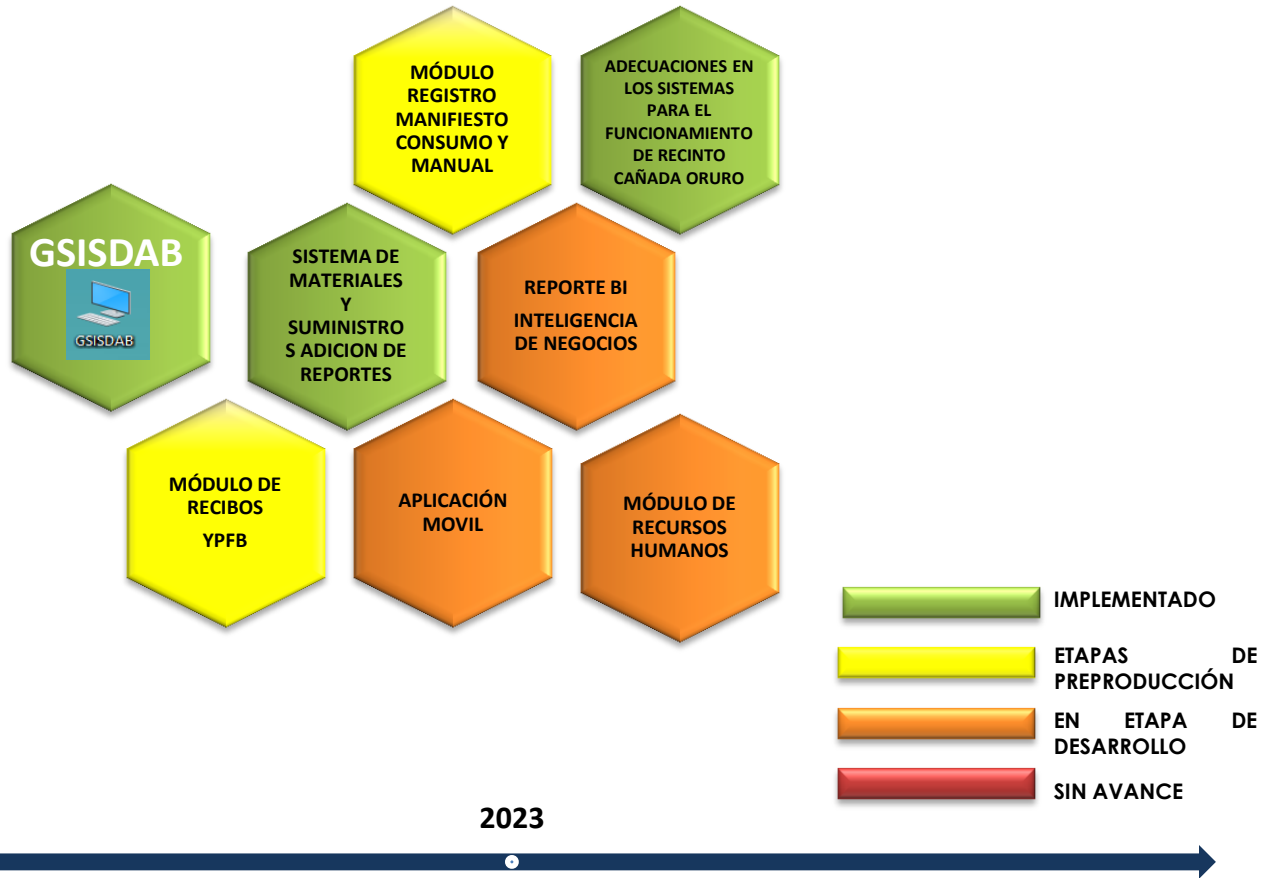 MÓDULO
REGISTRO
MANIFIESTO
CONSUMO Y
MANUAL
ADECUACIONES EN
LOS SISTEMAS
PARA EL
FUNCIONAMIENTO
DE RECINTO
CAÑADA ORURO
GSISDAB
GSISDAB
SISTEMA DE
MATERIALES
Y
SUMINISTRO
S ADICION DE
REPORTES
REPORTE BI
INTELIGENCIA
DE NEGOCIOS
MÓDULO DE
RECIBOS
YPFB
APLICACIÓN
MOVIL
MÓDULO DE
RECURSOS
HUMANOS
IMPLEMENTADO
ETAPAS DE
PREPRODUCCIÓN
EN ETAPA DE
DESARROLLO
SIN AVANCE
2023